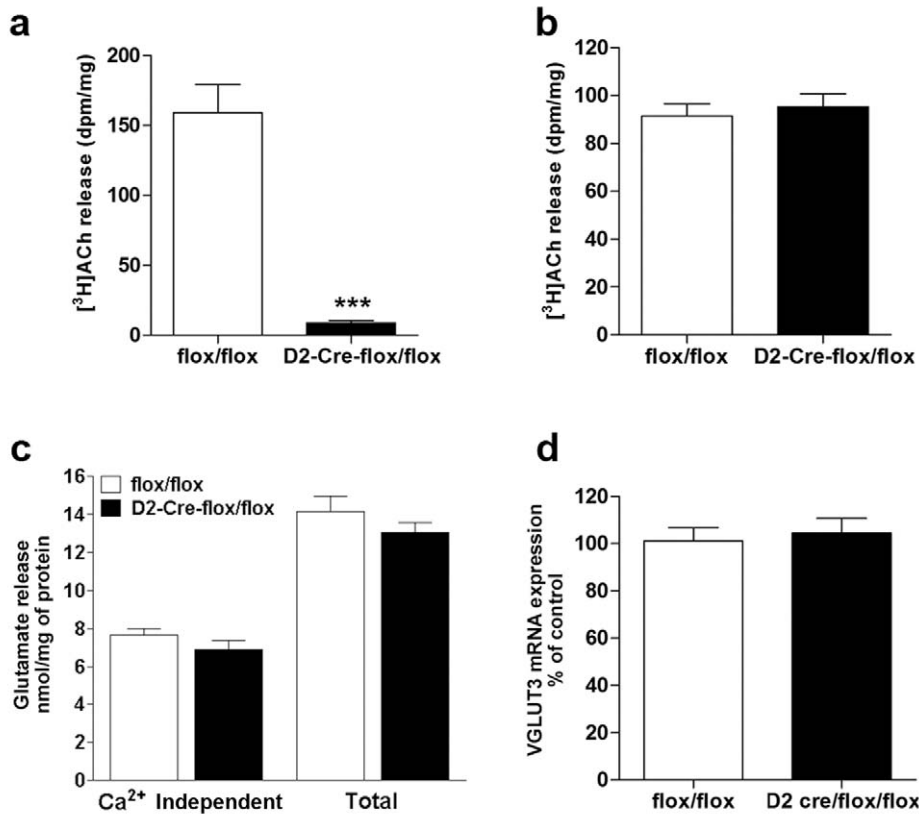 a
[³H]ACh release (dpm/mg)
200
150
100
50
0
***
flox/flox
D2-Cre-flox/flox
b
[³H]ACh release (dpm/mg)
120
100
80
60
40
20
0
flox/flox
D2-Cre-flox/flox
c
Glutamate release
nmol/mg of protein
16
14
12
10
8
6
4
2
0
flox/flox
D2-Cre-flox/flox
Ca²⁺ Independent
Total
d
VGLUT3 mRNA expression
% of control
120
100
80
60
40
20
0
flox/flox
D2 cre/flox/flox